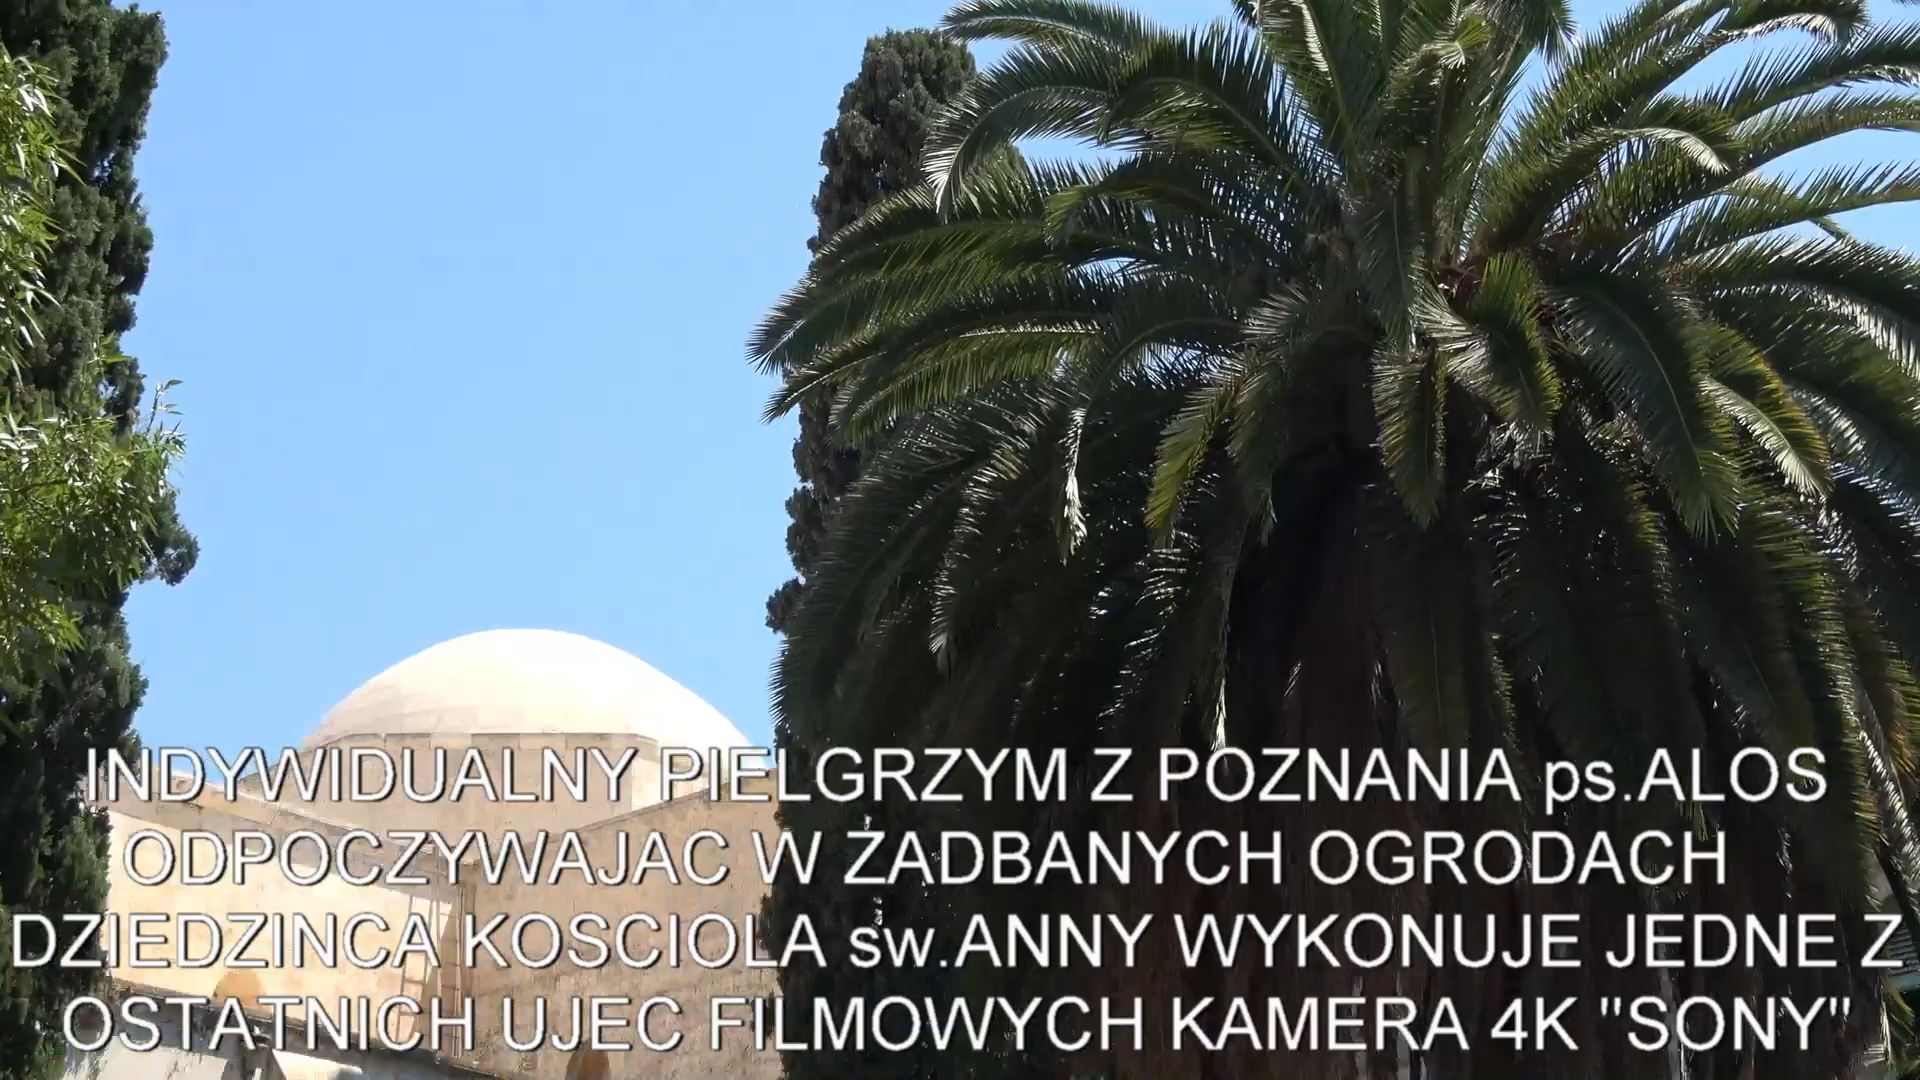 INDYWIDUALNY PIELGRZYM Z POZNANIA ps.ALOS
ODPOCZYWAJAC W ZADBANYCH OGRODACH
DZIEDZINCA KOSCIOLA sw.ANNY WYKONUJE JEDNE Z
OSTATNICH UJEC FILMOWYCH KAMERA 4K "SONY"